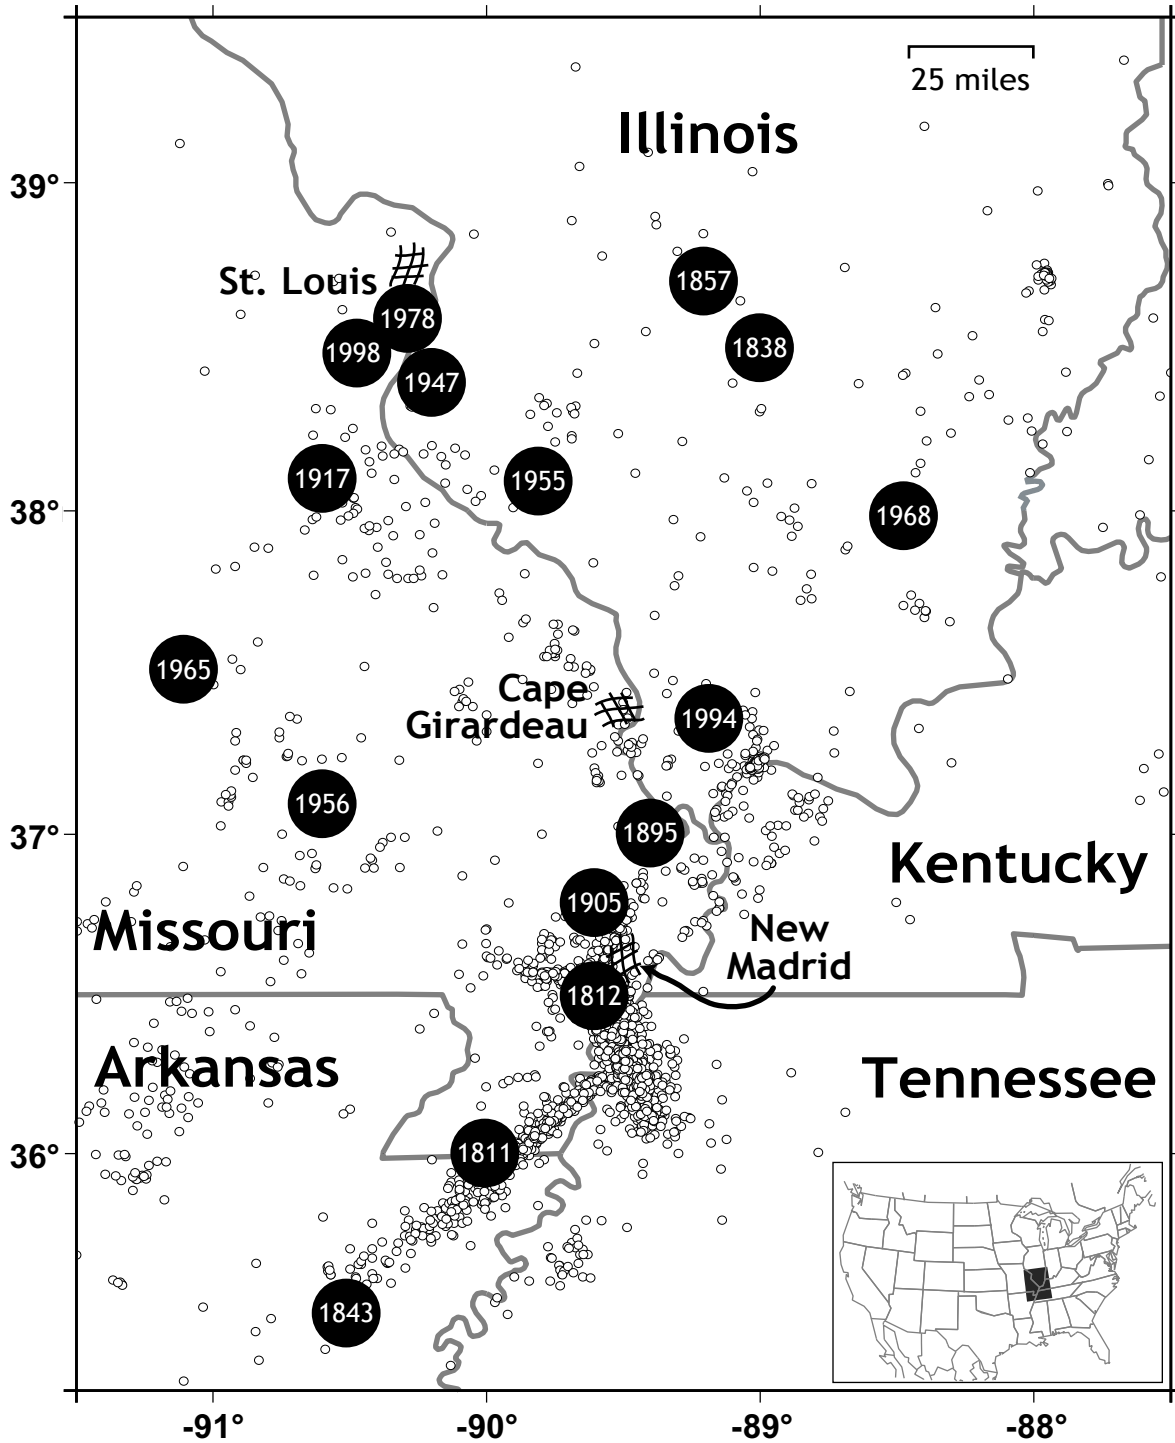 25 miles
Illinois
39°
St. Louis
1857
1978
1838
1998
1947
1917
1955
38°
1968
1965
Cape
Girardeau
1994
1956
37°
1895
Kentucky
1905
Missouri
New
Madrid
1812
Arkansas
Tennessee
36°
1811
1843
-91°
-90°
-89°
-88°